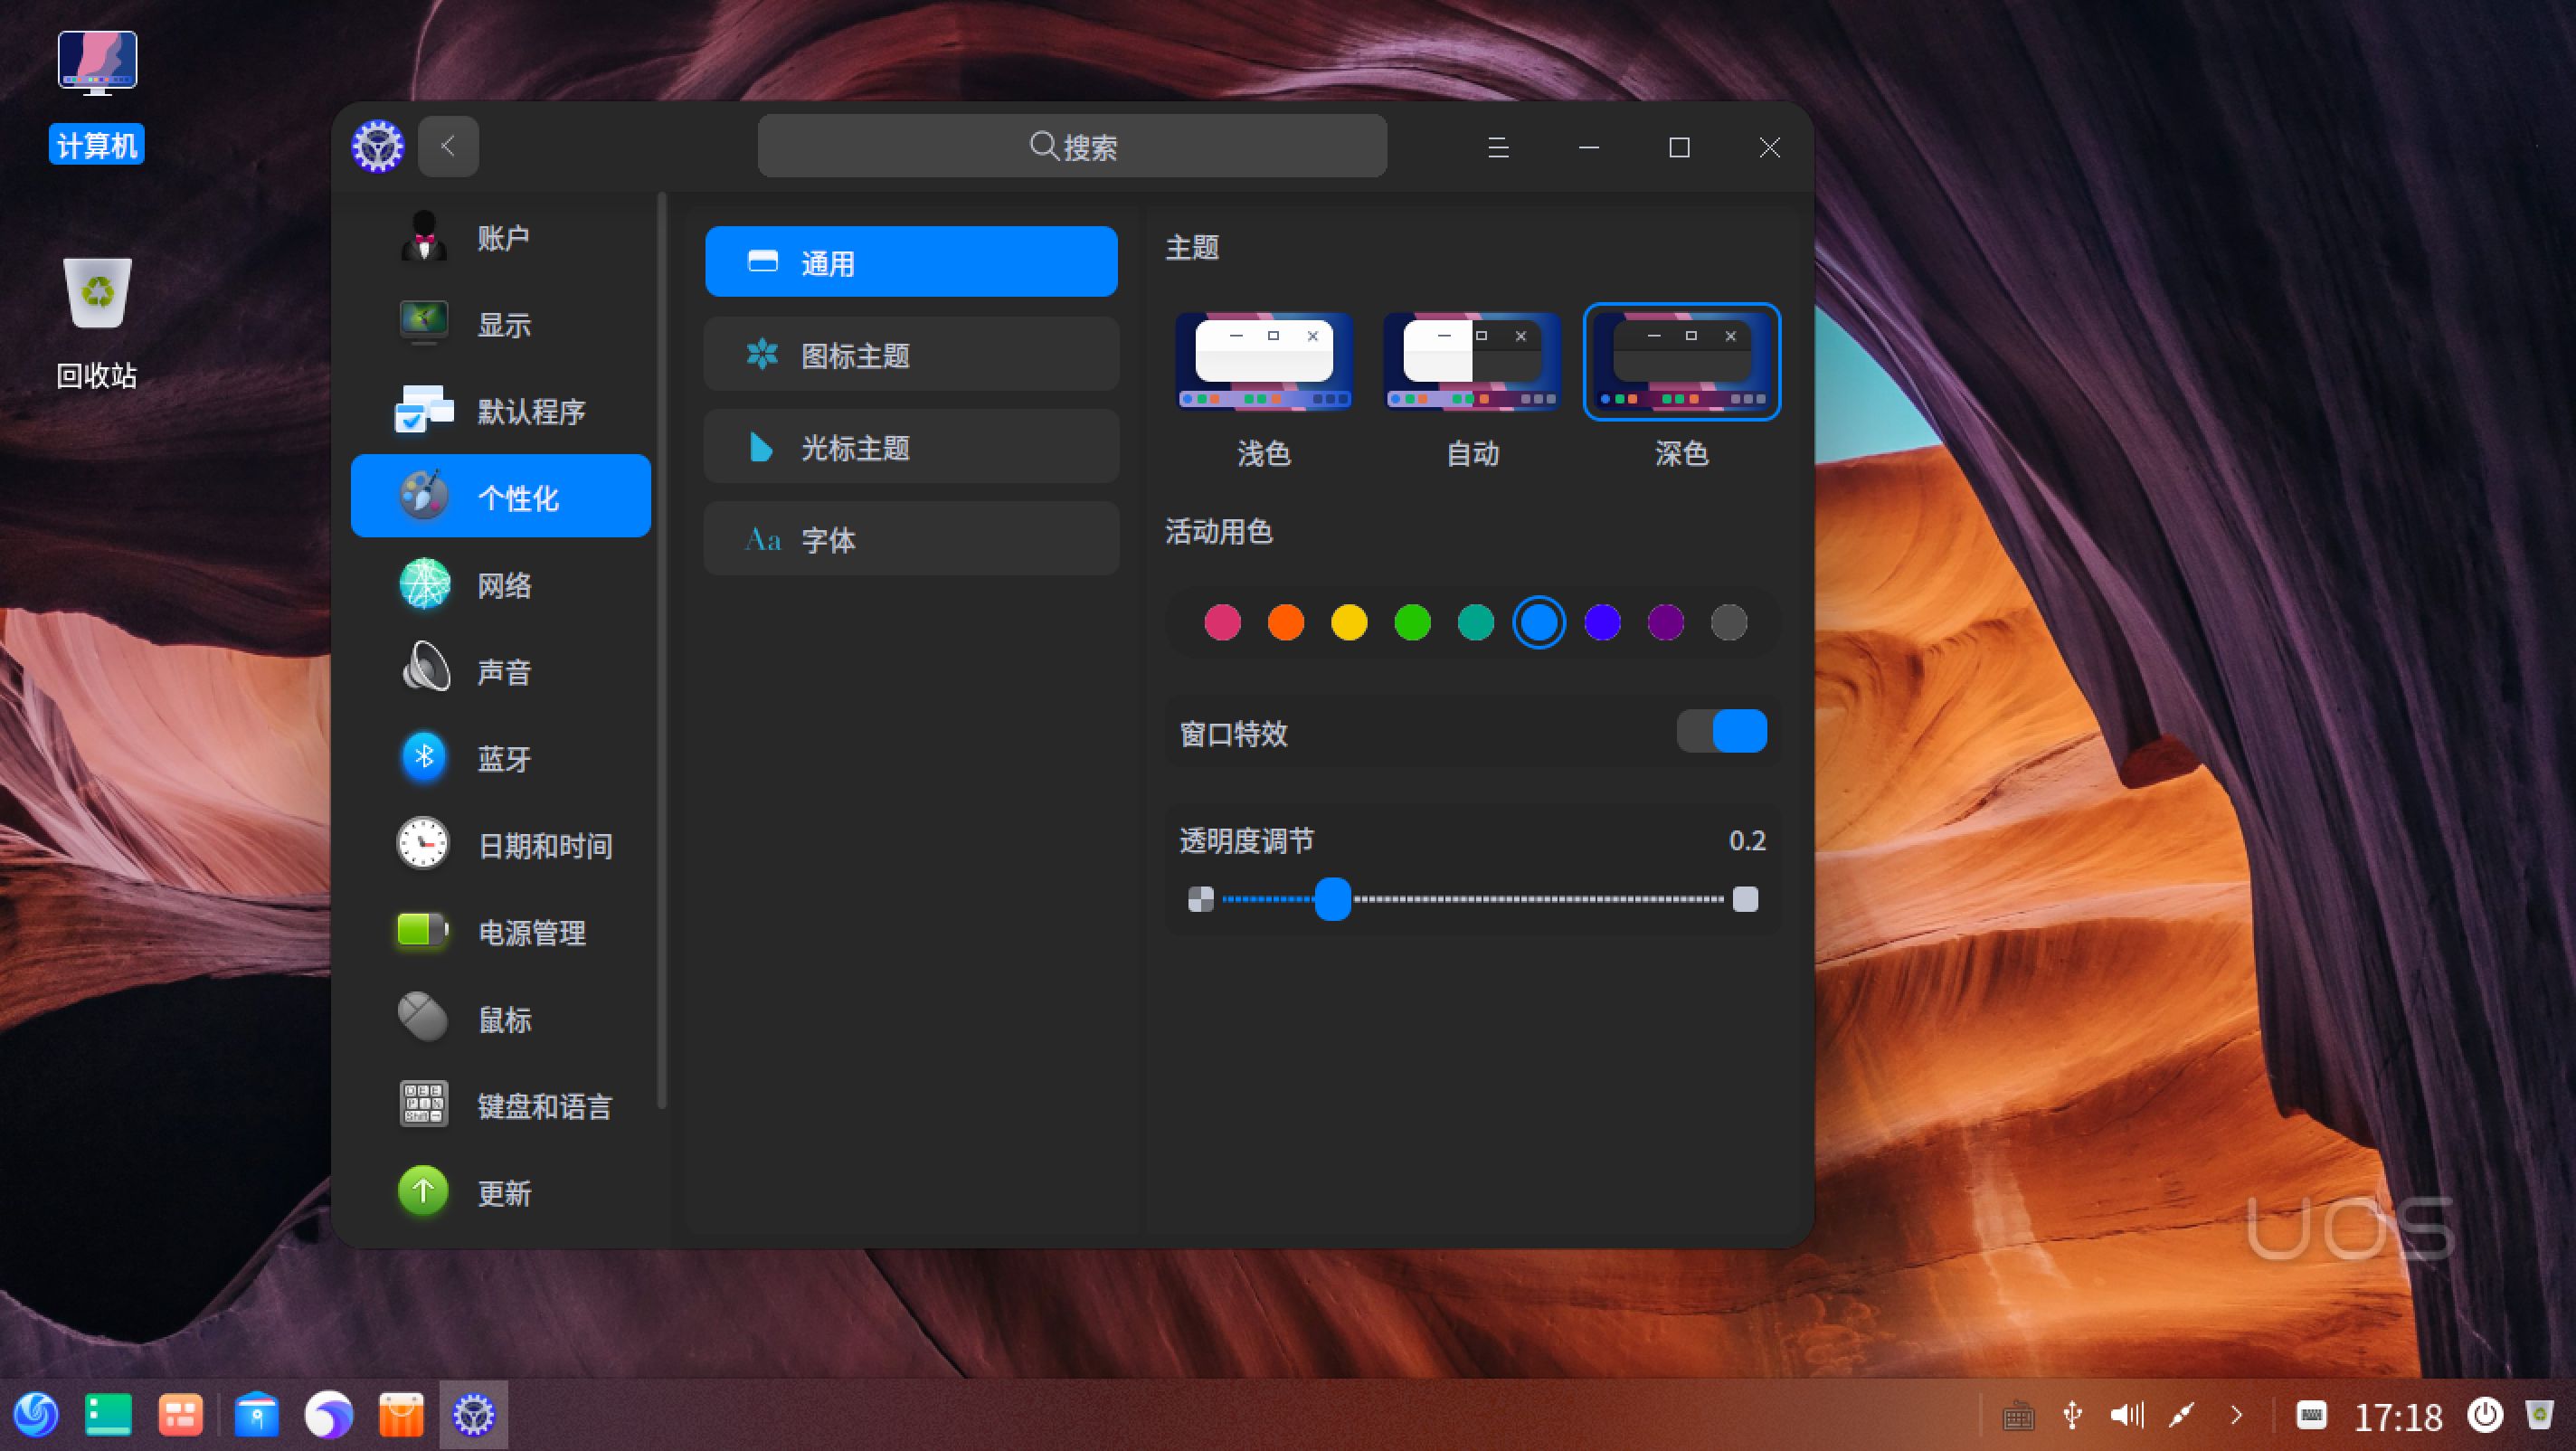 计算机
回收站
搜索
账户
显示
默认程序
个性化
网络
声音
蓝牙
日期和时间
电源管理
鼠标
键盘和语言
更新
通用
图标主题
光标主题
Aa 字体
主题
浅色
自动
深色
活动用色
窗口特效
透明度调节
0.2
UOS
17:18